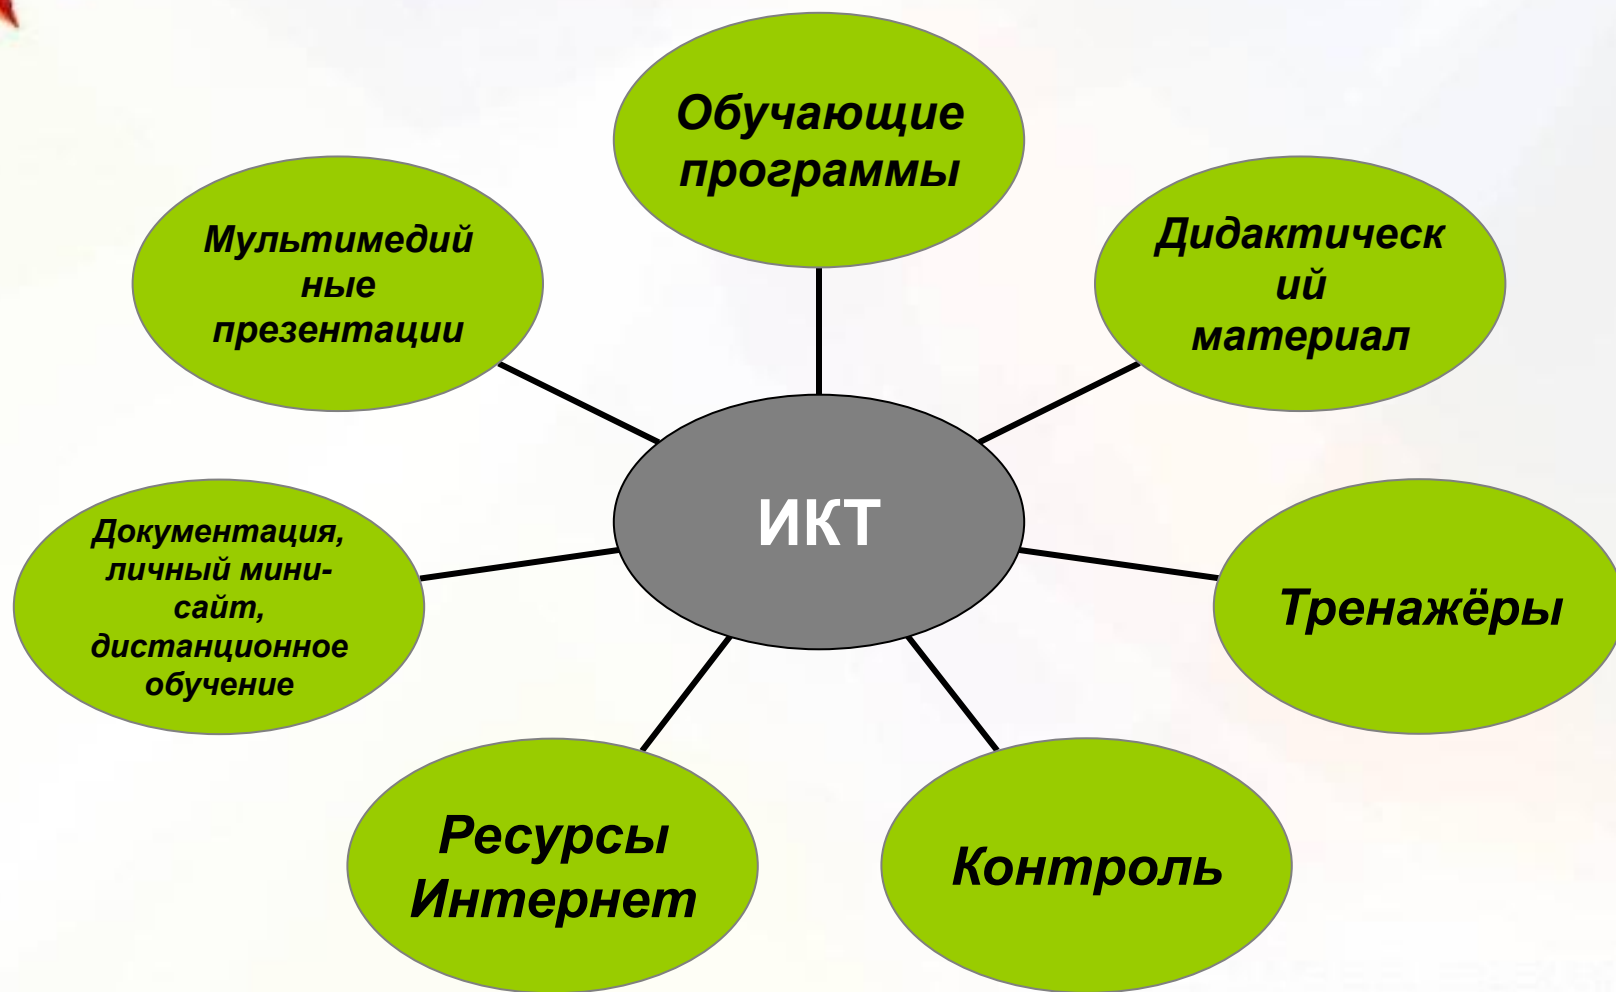 Обучающие
программы
Мультимедий
ные
презентации
Дидактическ
ий
материал
ИКТ
Документация,
личный мини-
сайт,
дистанционное
обучение
Тренажёры
Ресурсы
Интернет
Контроль